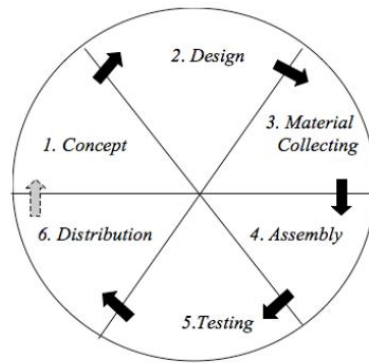 1. Concept
2. Design
3. Material
Collecting
4. Assembly
5.Testing
6. Distribution